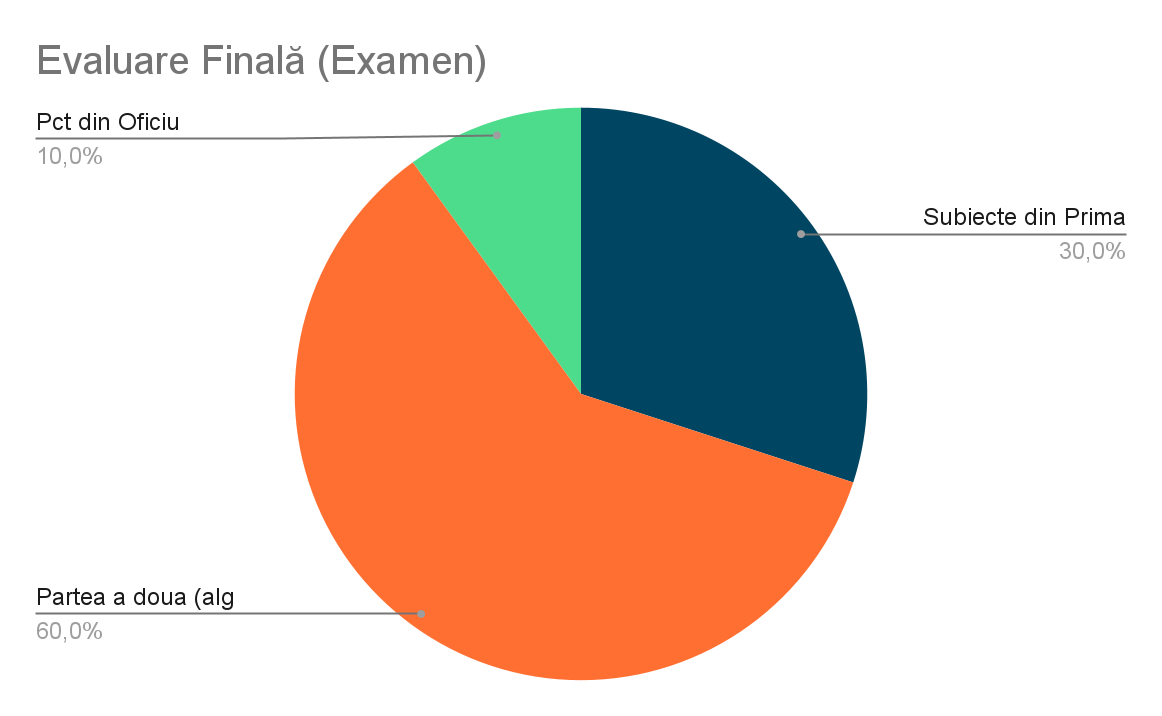 Evaluare Finală (Examen)
Pct din Oficiu
10,0%
Subiecte din Prima
30,0%
Partea a doua (alg
60,0%